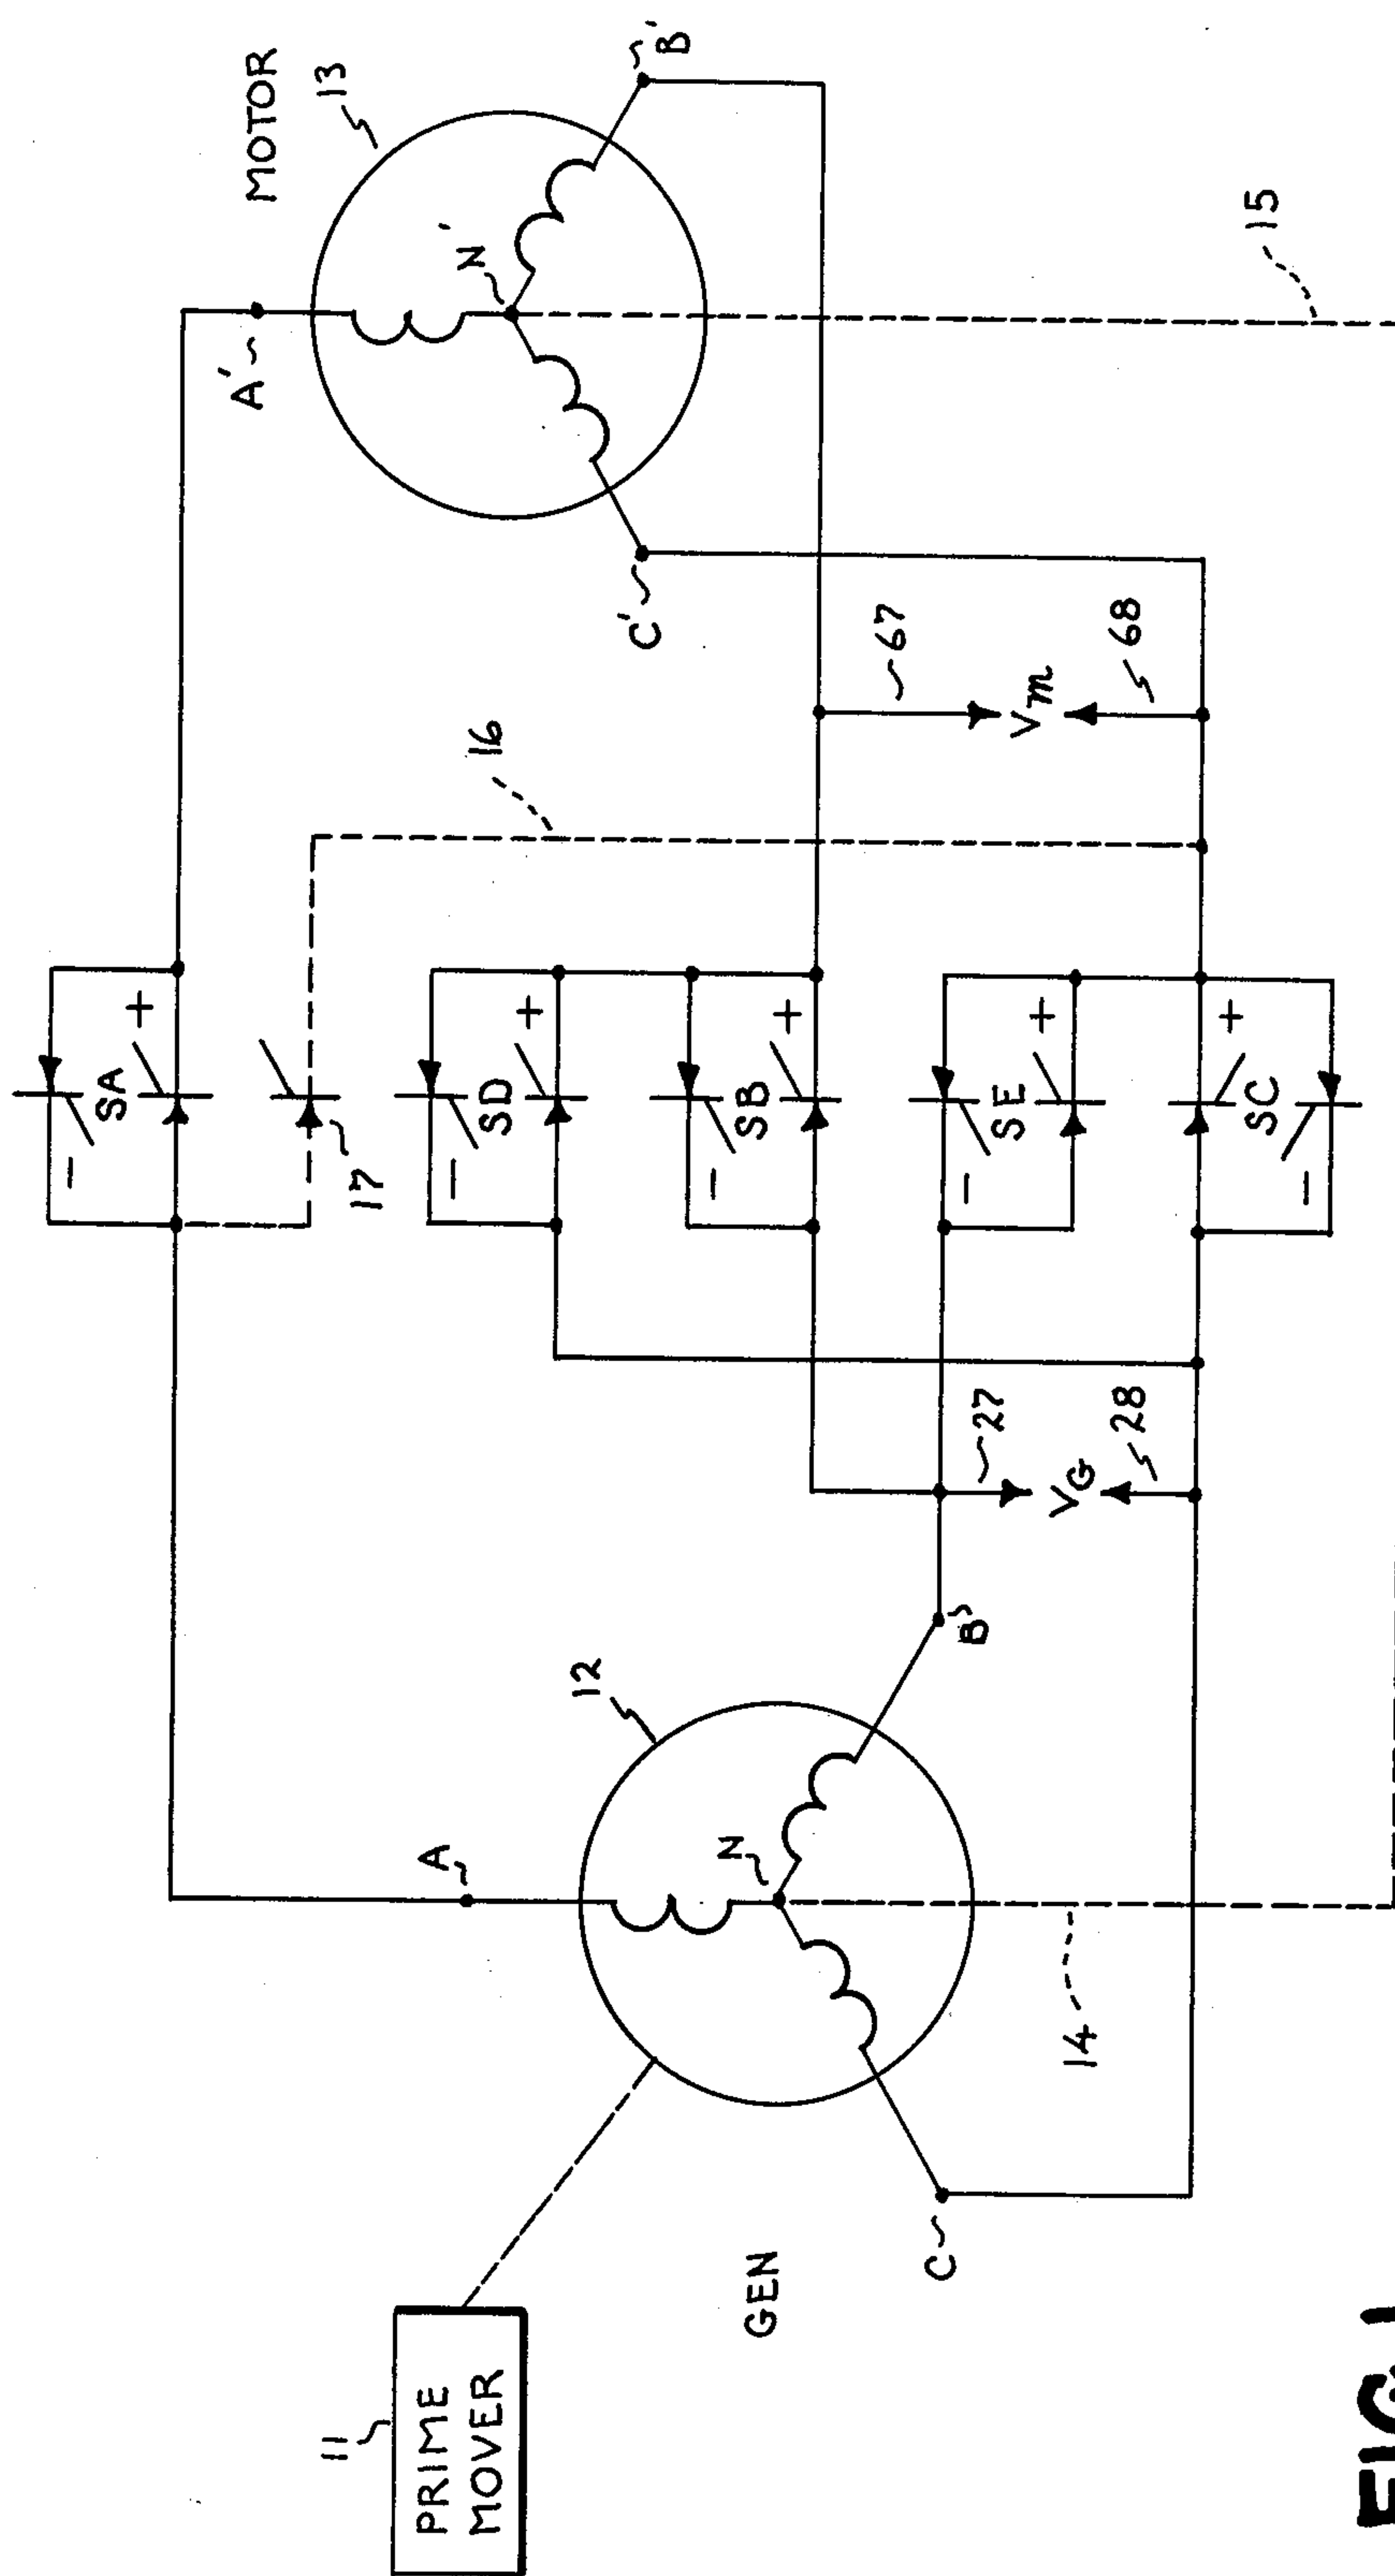 11
PRIME
MOVER
GEN
12
A
N
B
C
14
SA
-
+
17
16
SD
-
+
SB
-
+
SE
-
+
SC
-
+
27
VG
28
67
Vm
68
MOTOR
13
A'
N'
B'
C'
15
FIG. 1